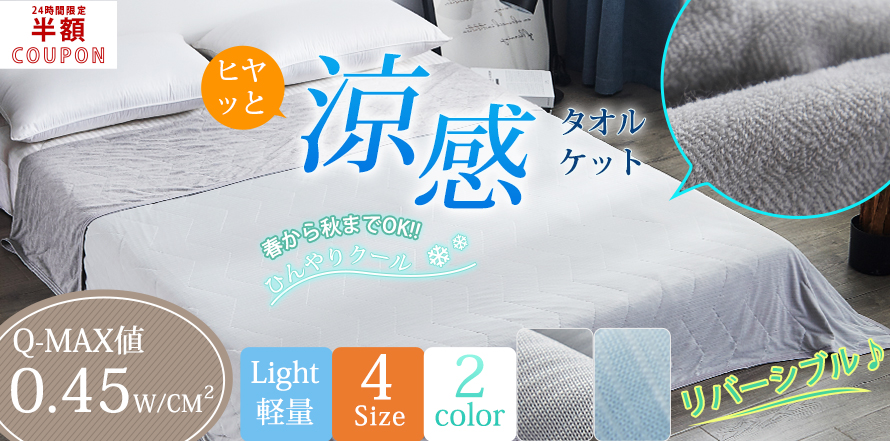 24時間限定
半額
COUPON
ヒヤ
ッと
涼感
タオル
ケット
春から秋までOK!!
ひんやりクール
Q-MAX値
0.45W/CM²
Light
軽量
4
Size
2
color
リバーシブル♪